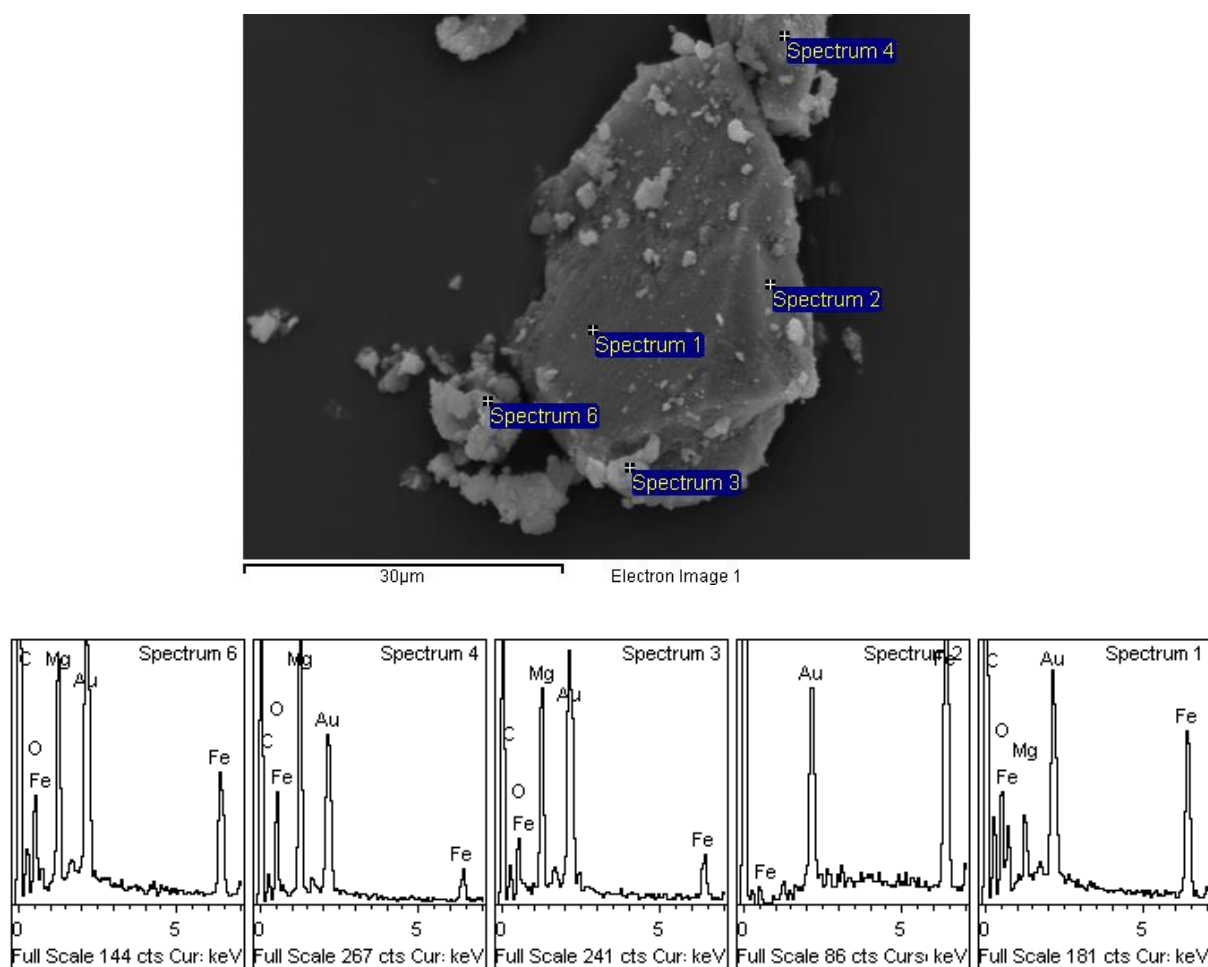 Spectrum 4
Spectrum 2
Spectrum 1
Spectrum 6
Spectrum 3
30µm Electron Image 1
Spectrum 6
C Mg
Au
O
Fe Fe
0 5
Full Scale 144 cts Cur: keV
Spectrum 4
Mg
O
Au
C
Fe
Fe
0 5
Full Scale 267 cts Cur: keV
Spectrum 3
Mg
Au
C
O
Fe
Fe
0 5
Full Scale 241 cts Cur: keV
Spectrum 2
Fe
Au
Fe
0 5
Full Scale 86 cts Curs keV
Spectrum 1
C Au
Fe
O
Mg
Fe
0 5
Full Scale 181 cts Cur: keV